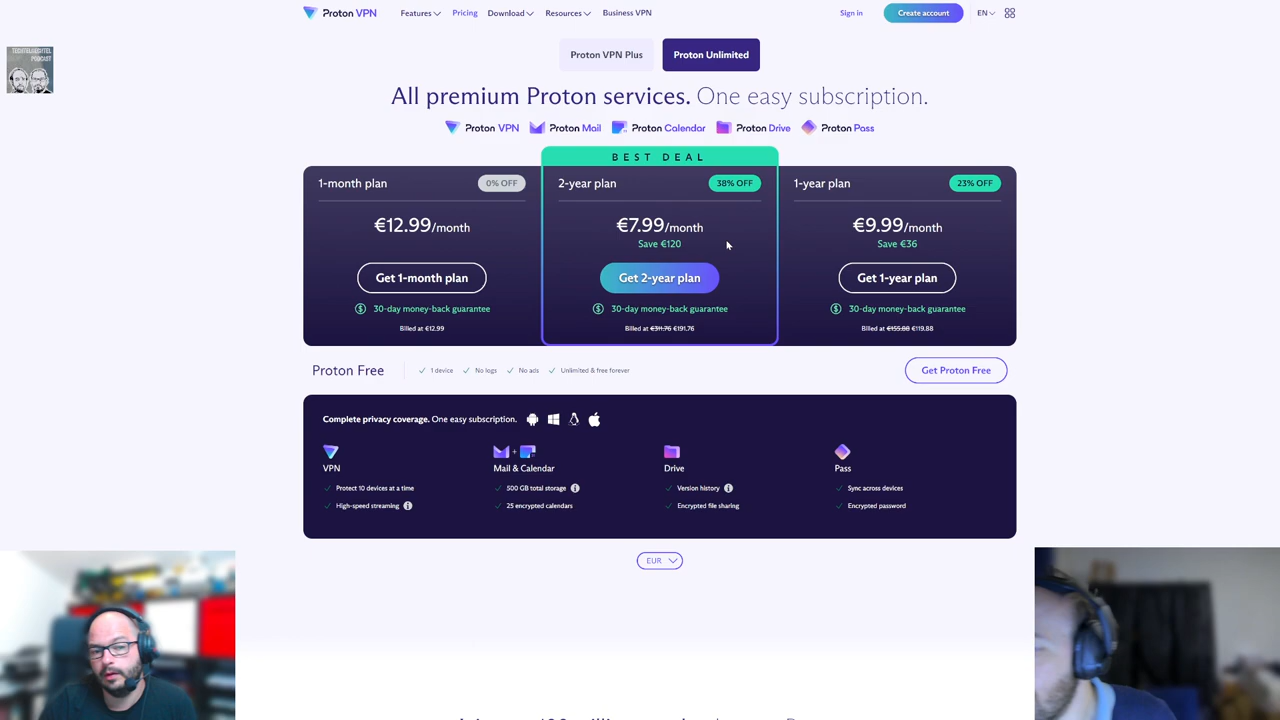 Proton VPN Features Pricing Download Resources Business VPN Sign in Create account EN
TECHTELMECHTEL
PODCAST
Proton VPN Plus Proton Unlimited
All premium Proton services. One easy subscription.
Proton VPN Proton Mail Proton Calendar Proton Drive Proton Pass
BEST DEAL
1-month plan 0% OFF 2-year plan 38% OFF 1-year plan 23% OFF
€12.99/month €7.99/month €9.99/month
Save €120 Save €36
Get 1-month plan Get 2-year plan Get 1-year plan
30-day money-back guarantee 30-day money-back guarantee 30-day money-back guarantee
Billed at €12.99 Billed at €311.76 €191.76 Billed at €155.88 €119.88
Proton Free 1 device No logs No ads Unlimited & free forever Get Proton Free
Complete privacy coverage. One easy subscription.
+
VPN Mail & Calendar Drive Pass
Protect 10 devices at a time 500 GB total storage Version history Sync across devices
High-speed streaming 25 encrypted calendars Encrypted file sharing Encrypted password
EUR